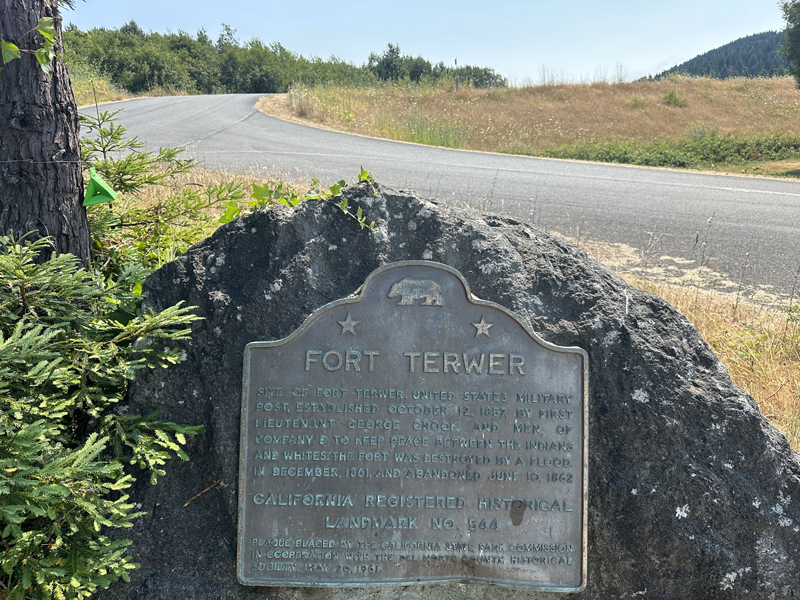 FORT TERWER
SITE OF FORT TERWER, UNITED STATES MILITARY
POST, ESTABLISHED OCTOBER 12, 1857, BY FIRST
LIEUTENANT GEORGE CROOK, AND MEN, OF
COMPANY D, TO KEEP PEACE BETWEEN THE INDIANS
AND WHITES. THE FORT WAS DESTROYED BY A FLOOD,
IN DECEMBER, 1861, AND ABANDONED JUNE 10, 1862
CALIFORNIA REGISTERED HISTORICAL
LANDMARK NO. 544
PLAQUE PLACED BY THE CALIFORNIA STATE PARK COMMISSION
IN COOPERATION WITH THE DEL NORTE COUNTY HISTORICAL
SOCIETY, MAY 20, 1961.